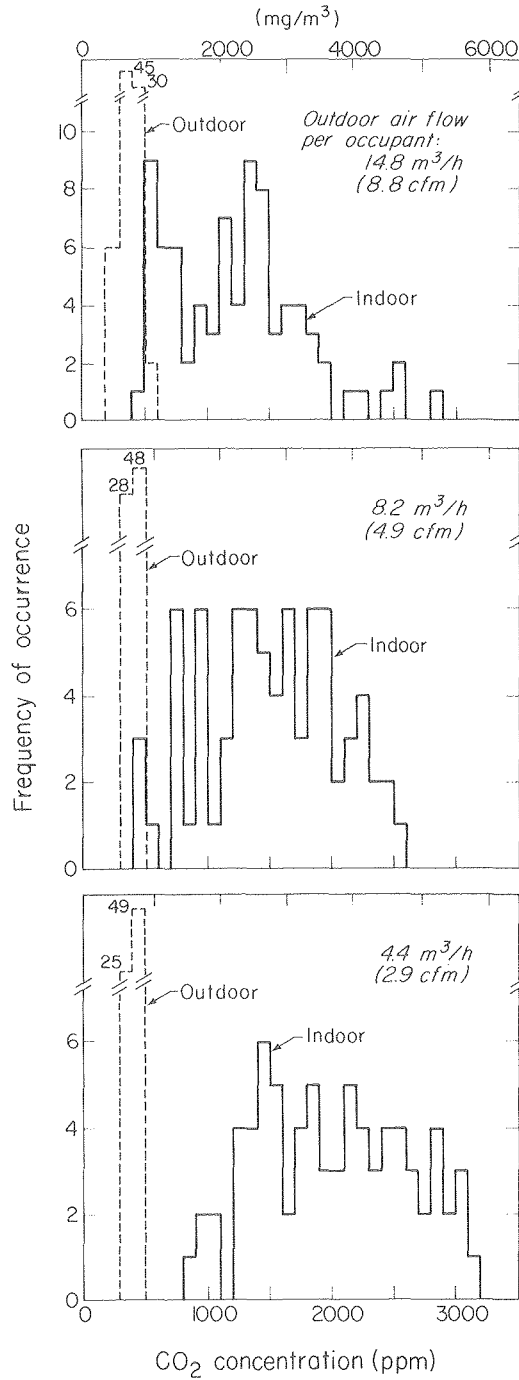 (mg/m³)
0 2000 4000 6000
45
30
Outdoor
Outdoor air flow
per occupant:
14.8 m³/h
(8.8 cfm)
10
8
6
4
2
0
Indoor
48
28
8.2 m³/h
(4.9 cfm)
Outdoor
6
4
2
0
Indoor
Frequency of occurrence
49
25
4.4 m³/h
(2.9 cfm)
Outdoor
Indoor
6
4
2
0
0 1000 2000 3000
CO₂ concentration (ppm)